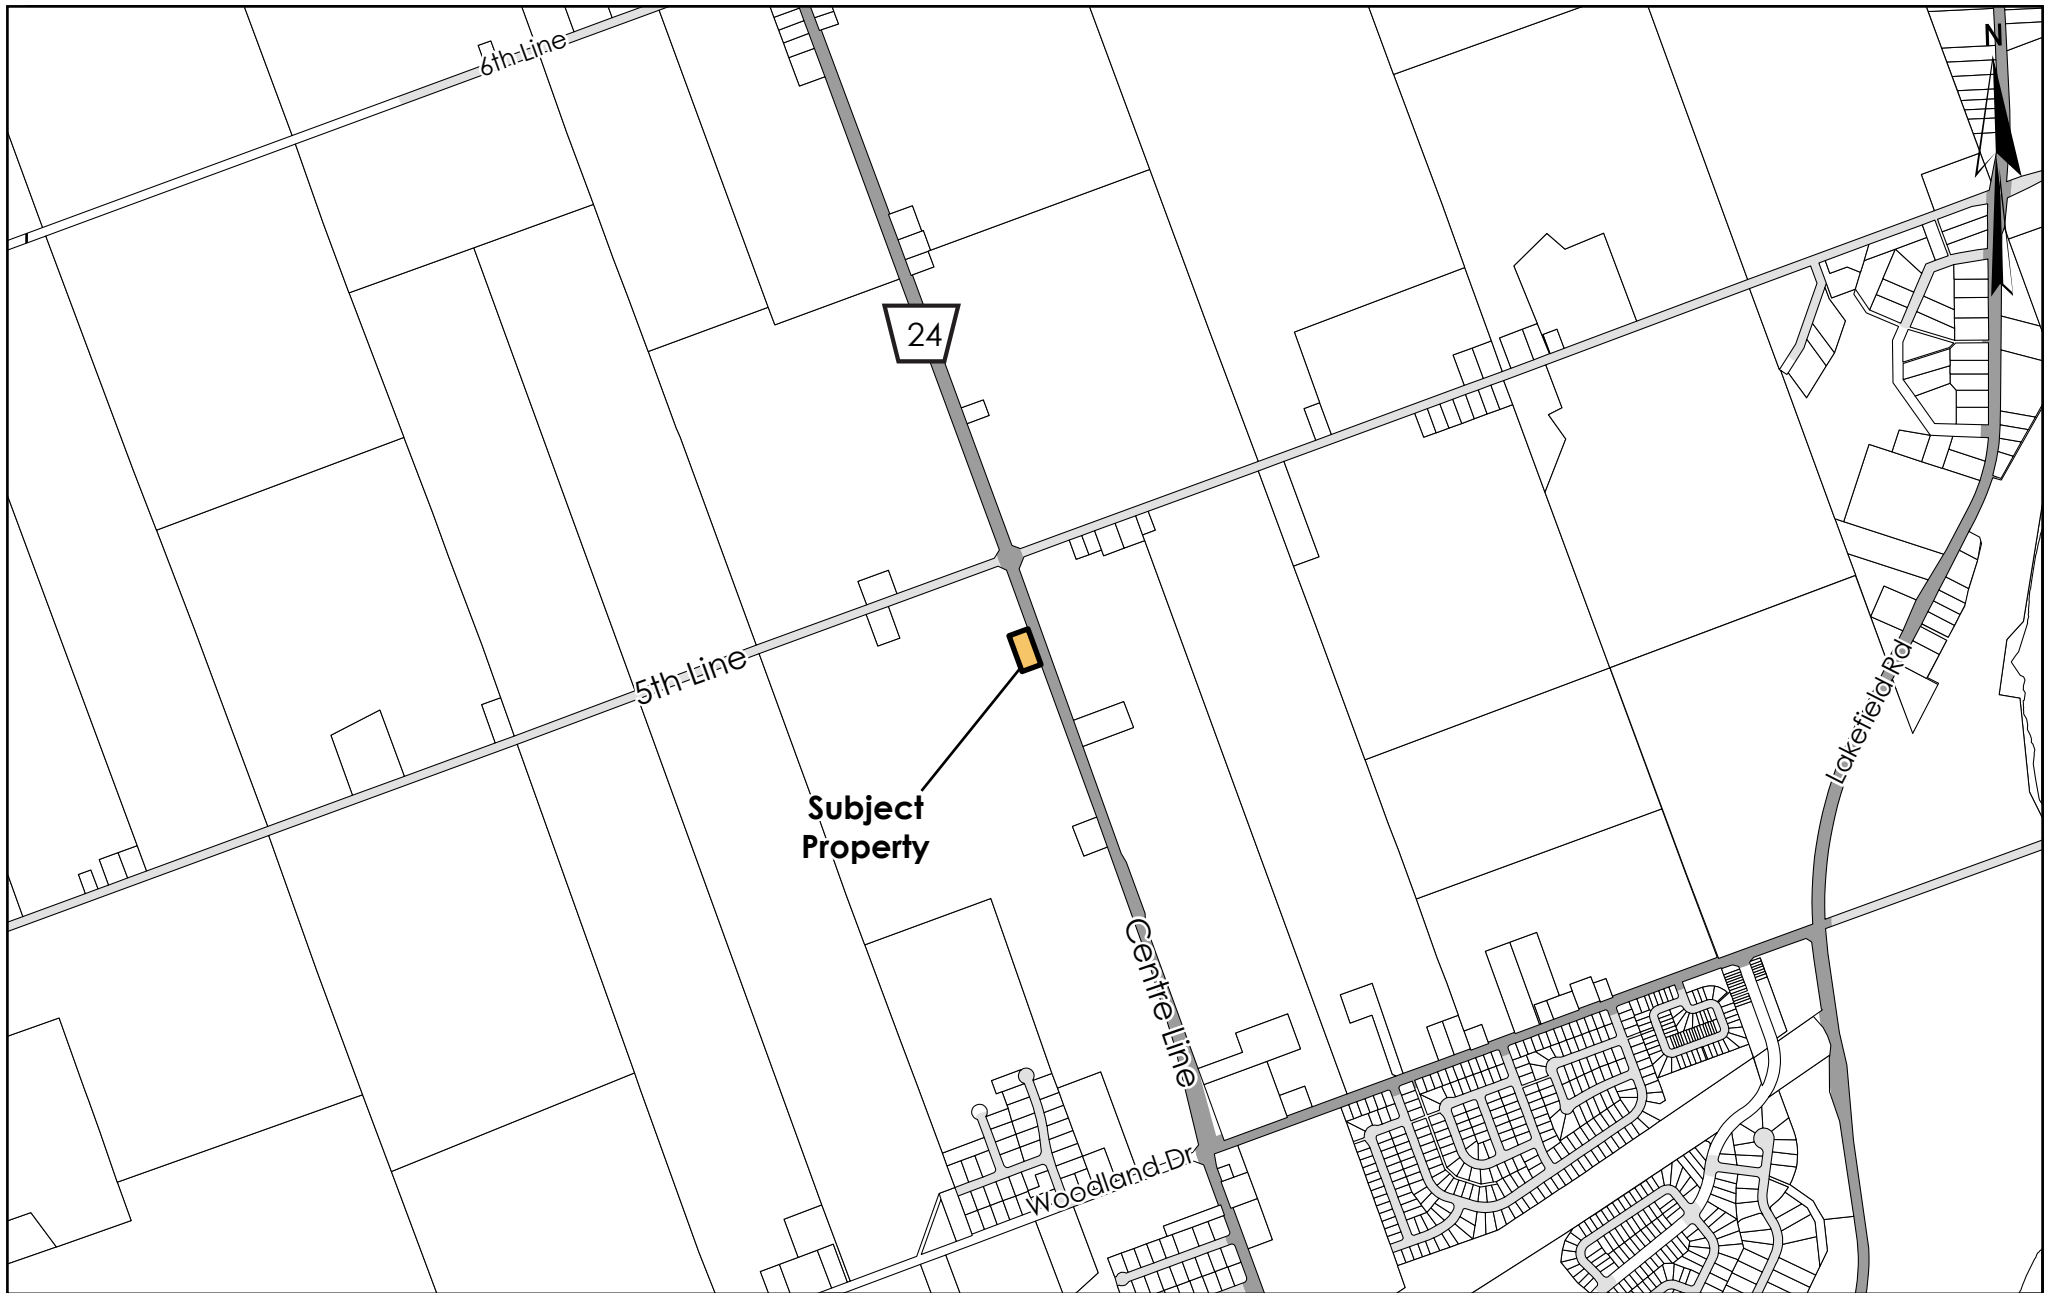 N
6th Line
24
5th Line
Lakefield Rd
Subject
Property
Centre Line
Woodland Dr